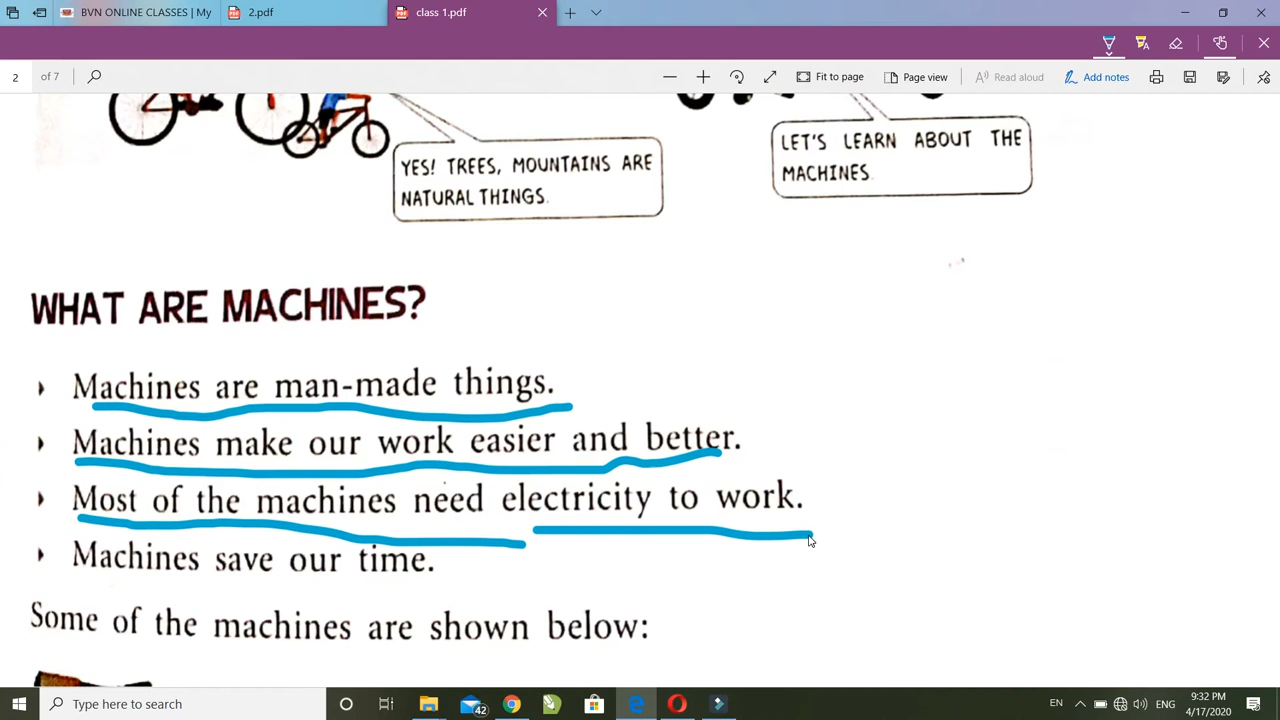 BVN ONLINE CLASSES | My
2.pdf
class 1.pdf
2 of 7
Fit to page
Page view
Read aloud
Add notes
YES! TREES, MOUNTAINS ARE
NATURAL THINGS.
LET'S LEARN ABOUT THE
MACHINES.
WHAT ARE MACHINES?
Machines are man-made things.
Machines make our work easier and better.
Most of the machines need electricity to work.
Machines save our time.
Some of the machines are shown below:
Type here to search
42
EN
ENG
9:32 PM
4/17/2020